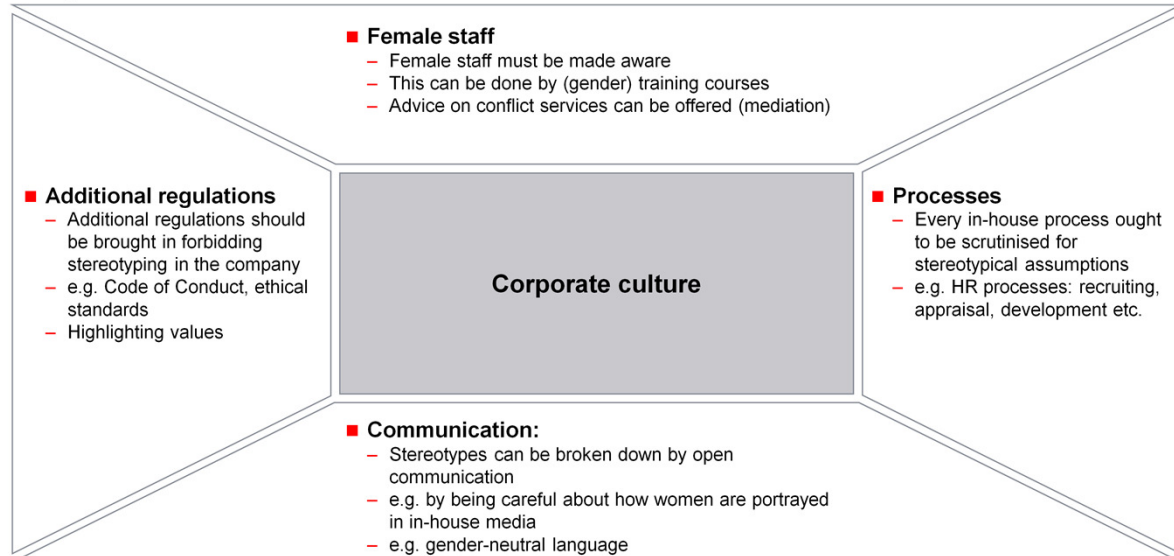 Female staff
– Female staff must be made aware
– This can be done by (gender) training courses
– Advice on conflict services can be offered (mediation)
Additional regulations
– Additional regulations should
be brought in forbidding
stereotyping in the company
– e.g. Code of Conduct, ethical
standards
– Highlighting values
Corporate culture
Processes
– Every in-house process ought
to be scrutinised for
stereotypical assumptions
– e.g. HR processes: recruiting,
appraisal, development etc.
Communication:
– Stereotypes can be broken down by open
communication
– e.g. by being careful about how women are portrayed
in in-house media
– e.g. gender-neutral language